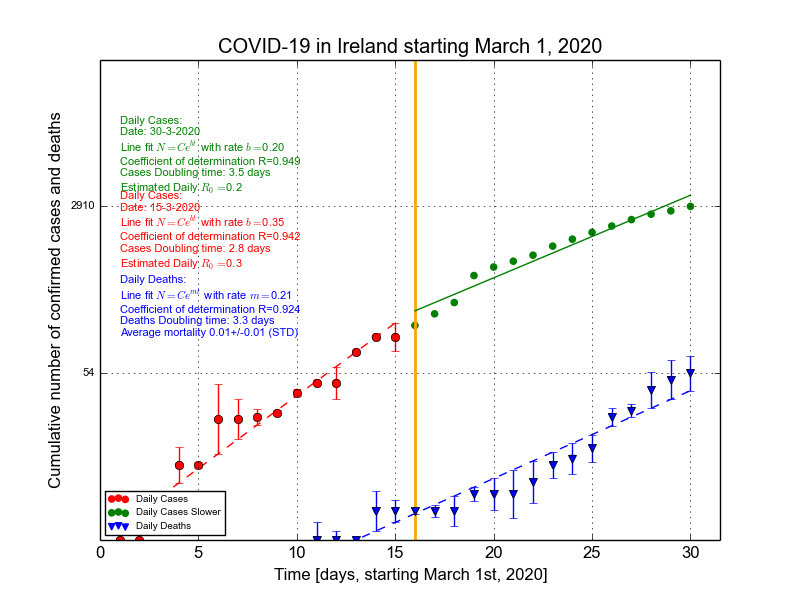 COVID-19 in Ireland starting March 1, 2020
Cumulative number of confirmed cases and deaths
Daily Cases:
Date: 30-3-2020
Line fit N = Ce^{bt} with rate b = 0.20
Coefficient of determination R=0.949
Cases Doubling time: 3.5 days
Estimated Daily R_0 = 0.2
Daily Cases:
Date: 15-3-2020
Line fit N = Ce^{bt} with rate b = 0.35
Coefficient of determination R=0.942
Cases Doubling time: 2.8 days
Estimated Daily R_0 = 0.3
Daily Deaths:
Line fit N = Ce^{mt} with rate m = 0.21
Coefficient of determination R=0.924
Deaths Doubling time: 3.3 days
Average mortality 0.01+/-0.01 (STD)
2910
54
Daily Cases
Daily Cases Slower
Daily Deaths
0 5 10 15 20 25 30
Time [days, starting March 1st, 2020]